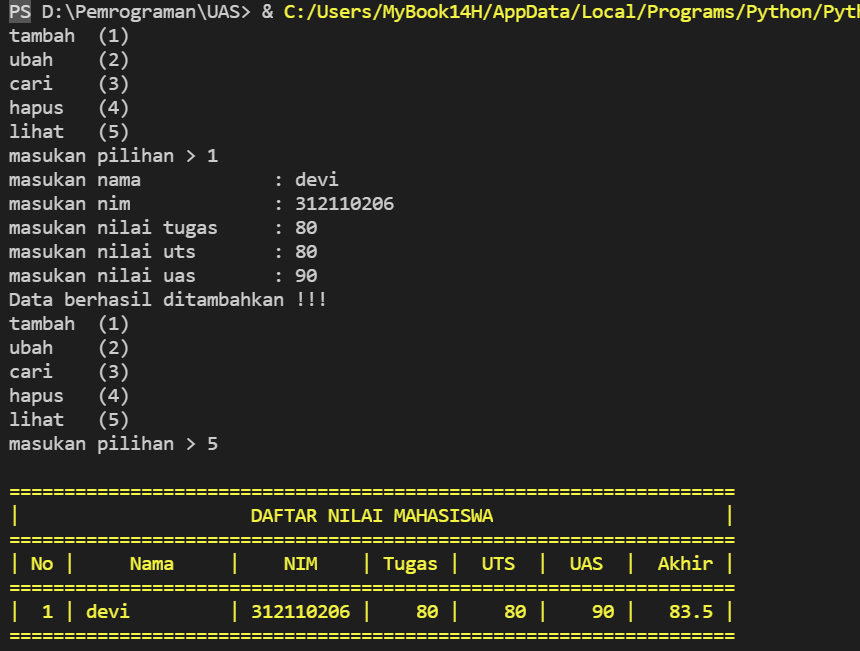 PS D:\Pemrograman\UAS> & C:/Users/MyBook14H/AppData/Local/Programs/Python/Pyth
tambah  (1)
ubah    (2)
cari    (3)
hapus   (4)
lihat   (5)
masukan pilihan > 1
masukan nama            : devi
masukan nim             : 312110206
masukan nilai tugas     : 80
masukan nilai uts       : 80
masukan nilai uas       : 90
Data berhasil ditambahkan !!!
tambah  (1)
ubah    (2)
cari    (3)
hapus   (4)
lihat   (5)
masukan pilihan > 5
==================================================================
|                     DAFTAR NILAI MAHASISWA                     |
==================================================================
| No |     Nama     |    NIM    | Tugas |  UTS  |  UAS  |  Akhir |
==================================================================
|  1 | devi         | 312110206 |    80 |    80 |    90 |   83.5 |
==================================================================